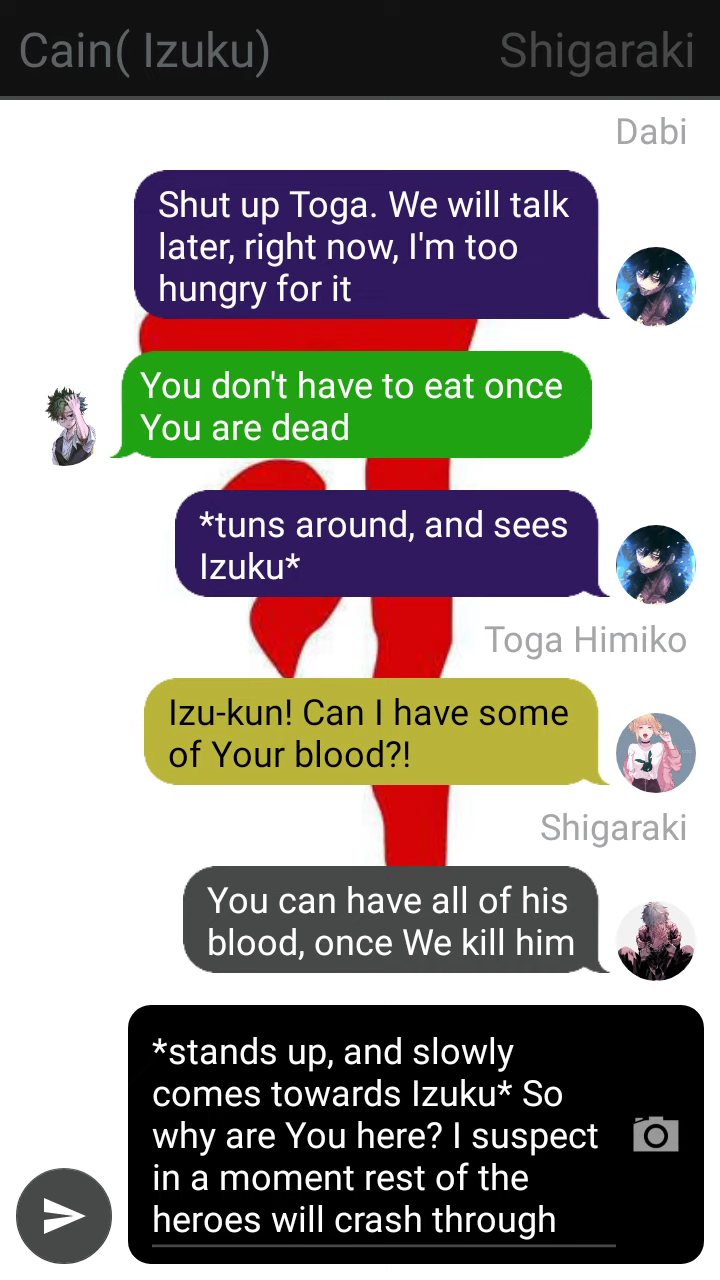 Cain( Izuku)
Shigaraki
Dabi
Shut up Toga. We will talk
later, right now, I'm too
hungry for it
You don't have to eat once
You are dead
*tuns around, and sees
Izuku*
Toga Himiko
Izu-kun! Can I have some
of Your blood?!
Shigaraki
You can have all of his
blood, once We kill him
*stands up, and slowly
comes towards Izuku* So
why are You here? I suspect
in a moment rest of the
heroes will crash through